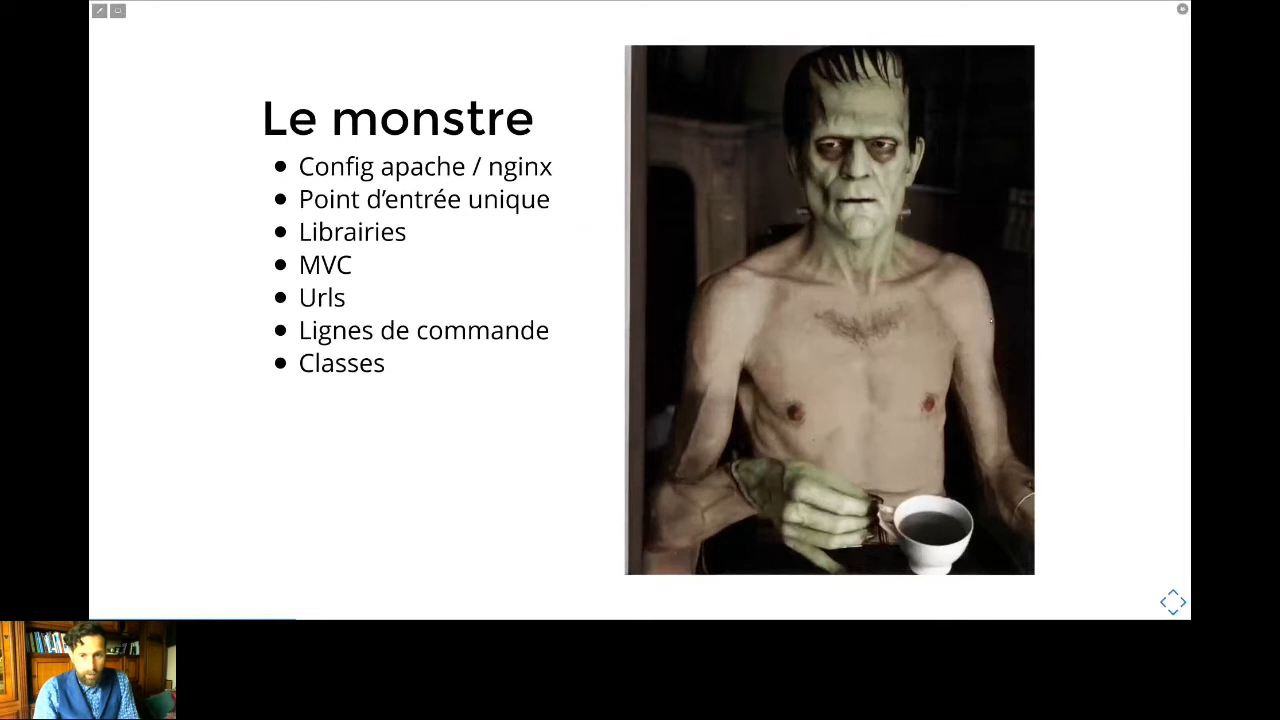 Le monstre
Config apache / nginx
Point d’entrée unique
Librairies
MVC
Urls
Lignes de commande
Classes